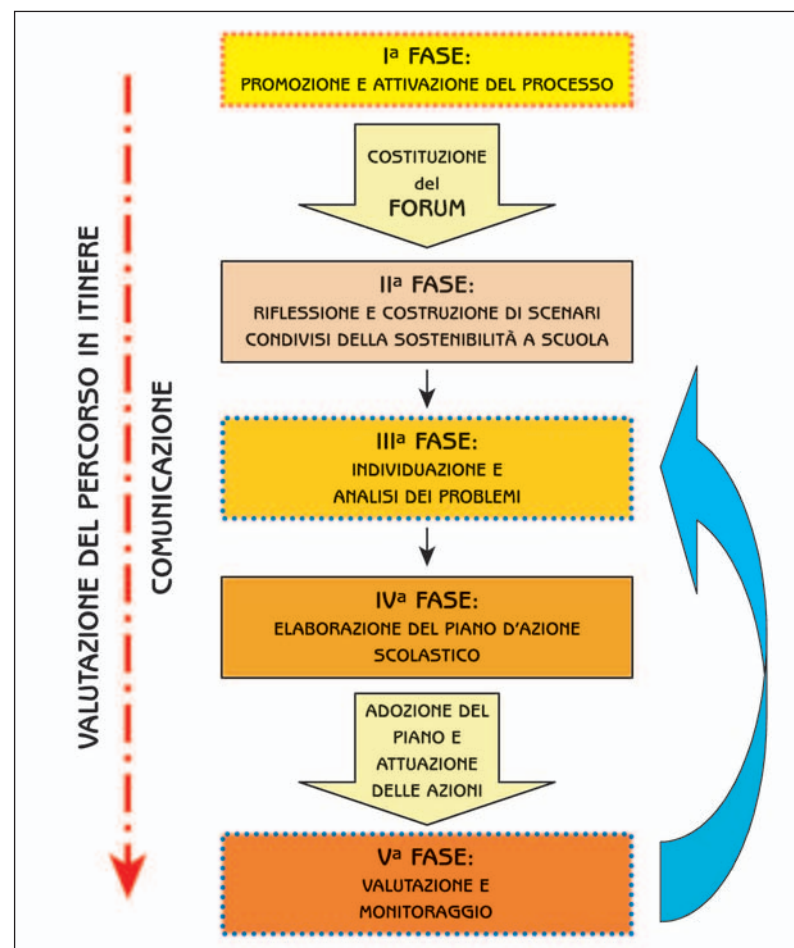 Iª FASE:
PROMOZIONE E ATTIVAZIONE DEL PROCESSO
COSTITUZIONE
del
FORUM
IIª FASE:
RIFLESSIONE E COSTRUZIONE DI SCENARI
CONDIVISI DELLA SOSTENIBILITÀ A SCUOLA
IIIª FASE:
INDIVIDUAZIONE E
ANALISI DEI PROBLEMI
IVª FASE:
ELABORAZIONE DEL PIANO D'AZIONE
SCOLASTICO
ADOZIONE DEL
PIANO E
ATTUAZIONE
DELLE AZIONI
Vª FASE:
VALUTAZIONE E
MONITORAGGIO
VALUTAZIONE DEL PERCORSO IN ITINERE
COMUNICAZIONE